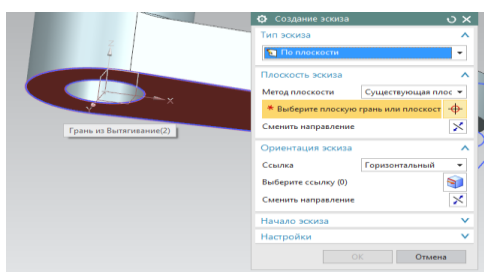 Создание эскиза
Тип эскиза
По плоскости
Плоскость эскиза
Метод плоскости Существующая плос
* Выберите плоскую грань или плоскост
Сменить направление
Ориентация эскиза
Ссылка Горизонтальный
Выберите ссылку (0)
Сменить направление
Начало эскиза
Настройки
OK Отмена
X
Грань из Вытягивание(2)